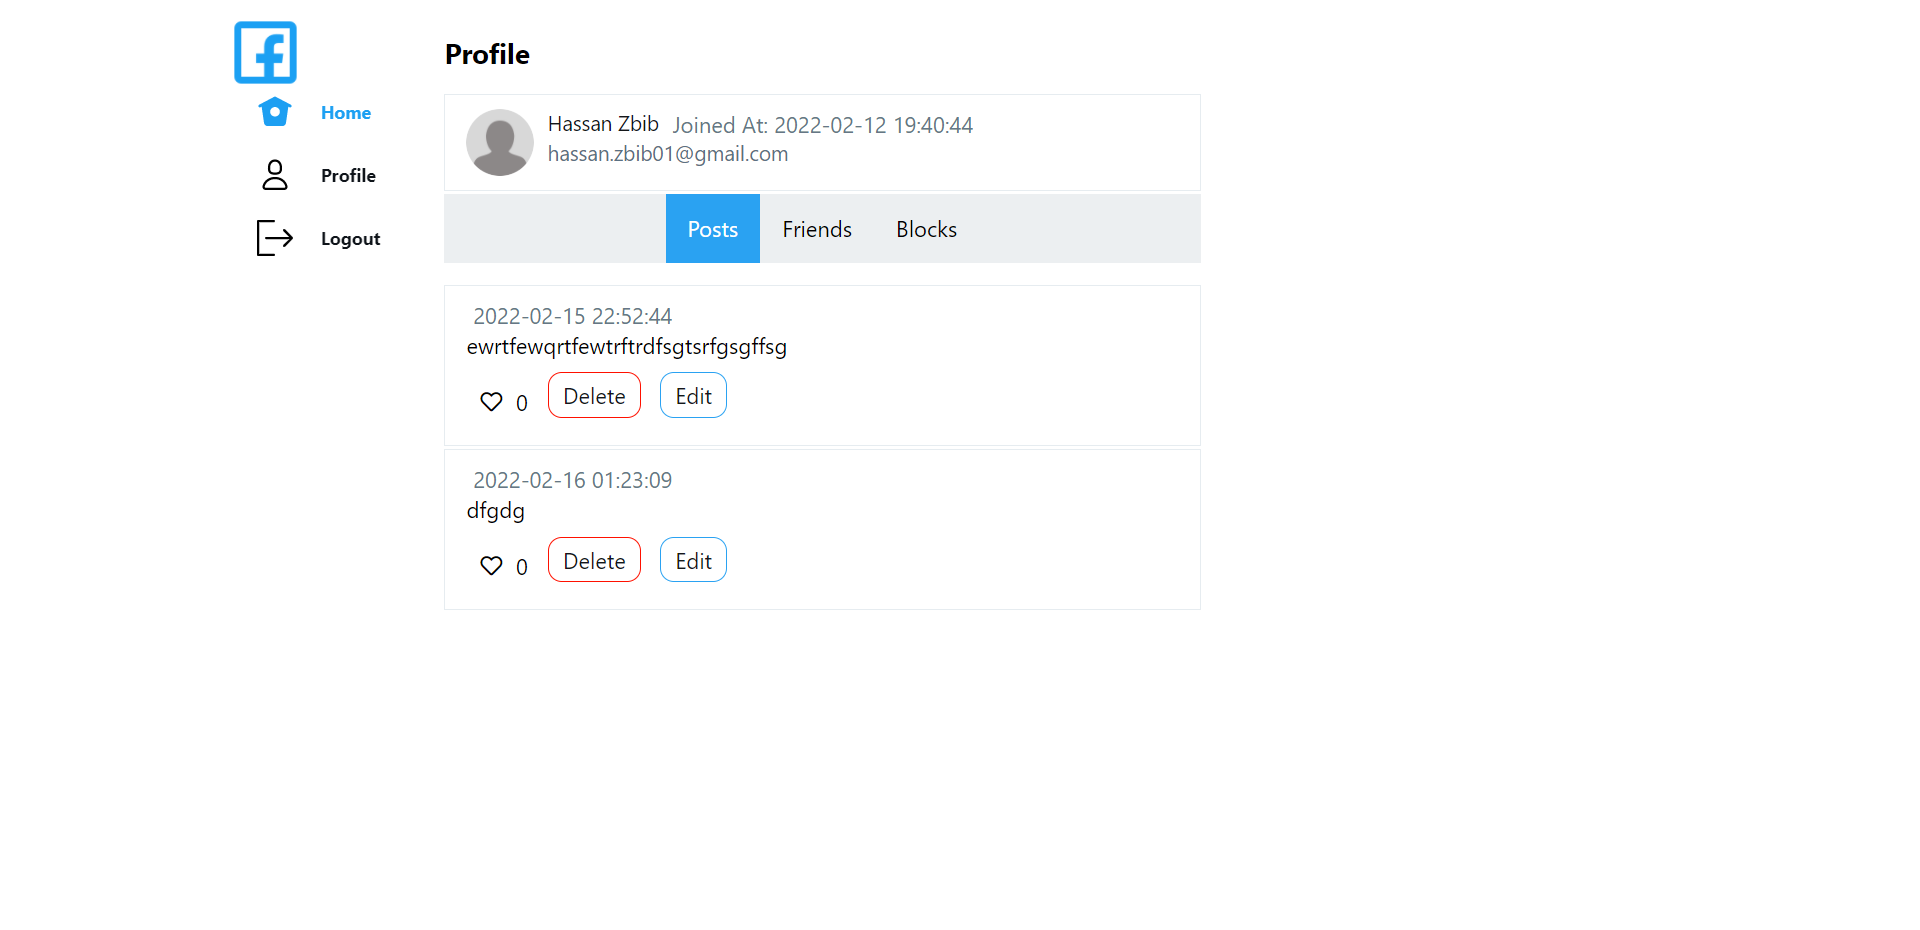 Profile
Home
Profile
Logout
Hassan Zbib Joined At: 2022-02-12 19:40:44
hassan.zbib01@gmail.com
Posts Friends Blocks
2022-02-15 22:52:44
ewrtfewqrtfewtrftrdfsgtsrfgsgffsg
0 Delete Edit
2022-02-16 01:23:09
dfgdg
0 Delete Edit